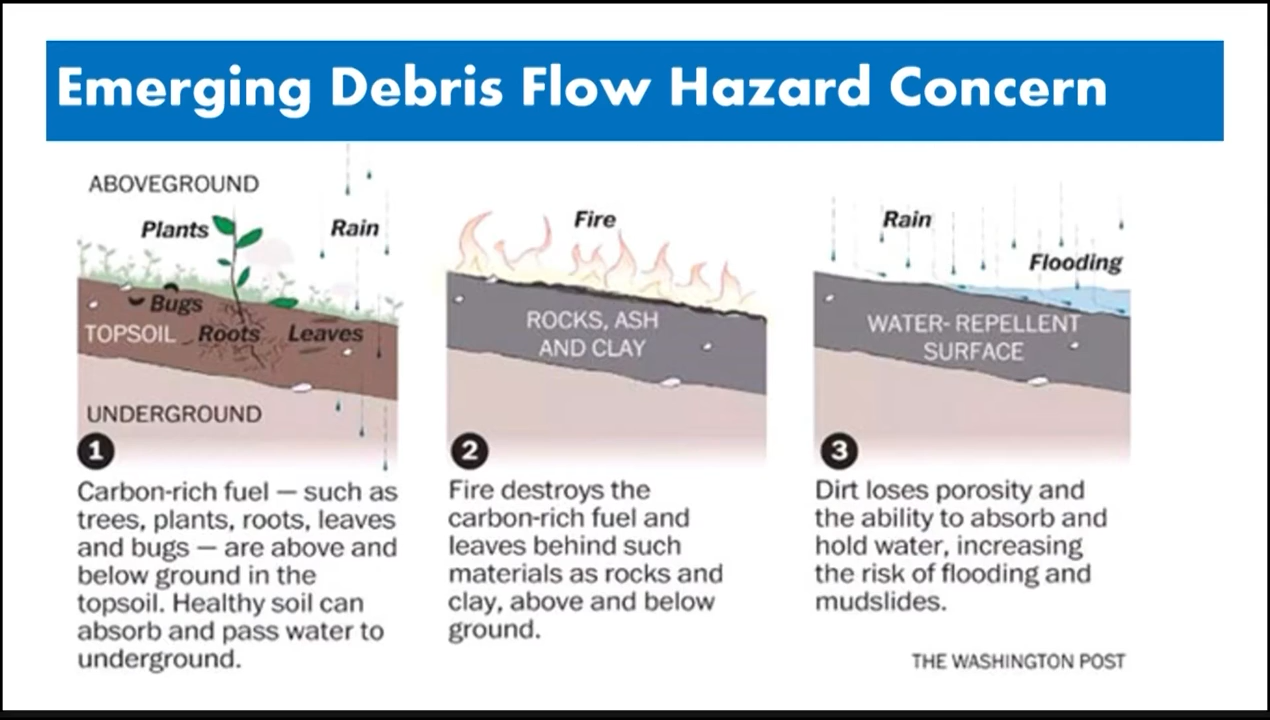 Emerging Debris Flow Hazard Concern
ABOVEGROUND
Plants
Rain
Bugs
TOPSOIL
Roots
Leaves
UNDERGROUND
1
Carbon-rich fuel — such as
trees, plants, roots, leaves
and bugs — are above and
below ground in the
topsoil. Healthy soil can
absorb and pass water to
underground.
Fire
ROCKS, ASH
AND CLAY
2
Fire destroys the
carbon-rich fuel and
leaves behind such
materials as rocks and
clay, above and below
ground.
Rain
Flooding
WATER- REPELLENT
SURFACE
3
Dirt loses porosity and
the ability to absorb and
hold water, increasing
the risk of flooding and
mudslides.
THE WASHINGTON POST